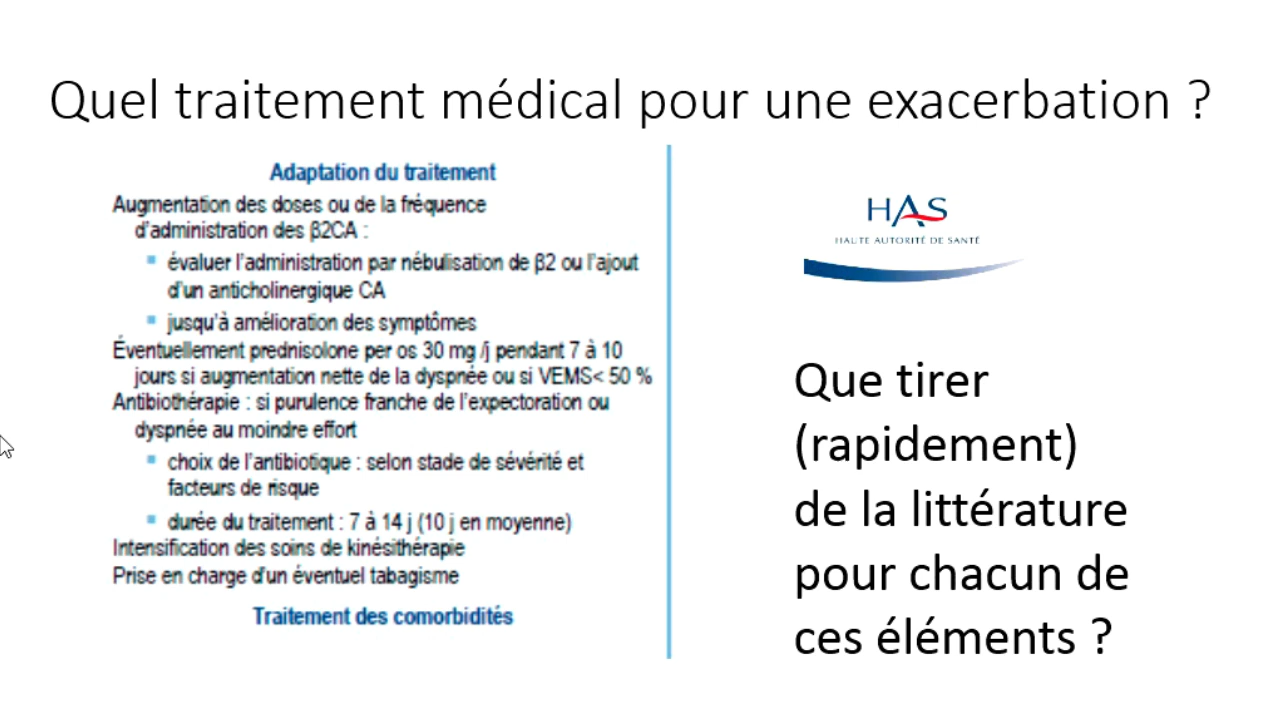 Quel traitement médical pour une exacerbation ?
Adaptation du traitement
Augmentation des doses ou de la fréquence
d'administration des β2CA :
▪ évaluer l'administration par nébulisation de β2 ou l'ajout
d'un anticholinergique CA
▪ jusqu'à amélioration des symptômes
Éventuellement prednisolone per os 30 mg /j pendant 7 à 10
jours si augmentation nette de la dyspnée ou si VEMS< 50 %
Antibiothérapie : si purulence franche de l'expectoration ou
dyspnée au moindre effort
▪ choix de l'antibiotique : selon stade de sévérité et
facteurs de risque
▪ durée du traitement : 7 à 14 j (10 j en moyenne)
Intensification des soins de kinésithérapie
Prise en charge d'un éventuel tabagisme
Traitement des comorbidités
HAS
HAUTE AUTORITÉ DE SANTÉ
Que tirer
(rapidement)
de la littérature
pour chacun de
ces éléments ?